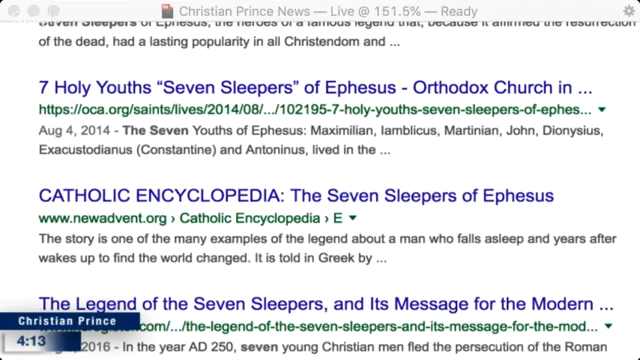 Christian Prince News — Live @ 151.5% — Ready
Seven Sleepers of Ephesus, the heroes of a famous legend that, because it affirmed the resurrection
of the dead, had a lasting popularity in all Christendom and ...
7 Holy Youths “Seven Sleepers” of Ephesus - Orthodox Church in ...
https://oca.org/saints/lives/2014/08/.../102195-7-holy-youths-seven-sleepers-of-ephes...
Aug 4, 2014 - The Seven Youths of Ephesus: Maximilian, Iamblicus, Martinian, John, Dionysius,
Exacustodianus (Constantine) and Antoninus, lived in the ...
CATHOLIC ENCYCLOPEDIA: The Seven Sleepers of Ephesus
www.newadvent.org › Catholic Encyclopedia › E
The story is one of the many examples of the legend about a man who falls asleep and years after
wakes up to find the world changed. It is told in Greek by ...
The Legend of the Seven Sleepers, and Its Message for the Modern ...
.com/.../the-legend-of-the-seven-sleepers-and-its-message-for-the-mod...
2016 - In the year AD 250, seven young Christian men fled the persecution of the Roman
Christian Prince
4:13